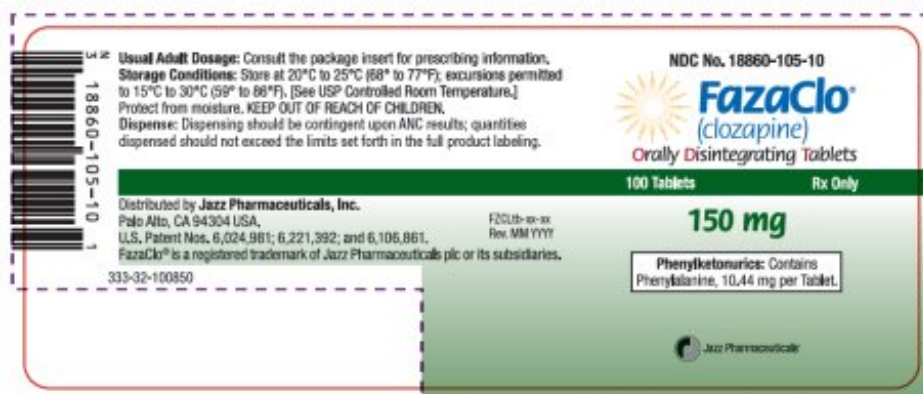 Usual Adult Dosage: Consult the package insert for prescribing information.
Storage Conditions: Store at 20°C to 25°C (68° to 77°F); excursions permitted
to 15°C to 30°C (59° to 86°F). [See USP Controlled Room Temperature.]
Protect from moisture. KEEP OUT OF REACH OF CHILDREN.
Dispense: Dispensing should be contingent upon ANC results; quantities
dispensed should not exceed the limits set forth in the full product labeling.
N 3 18860-105-10 1
Distributed by Jazz Pharmaceuticals, Inc.
Palo Alto, CA 94304 USA.
U.S. Patent Nos. 6,024,981; 6,221,392; and 6,106,861.
FazaClo® is a registered trademark of Jazz Pharmaceuticals plc or its subsidiaries.
FZCLtb-xx-xx
Rev. MM YYYY
333-32-100850
NDC No. 18860-105-10
FazaClo®
(clozapine)
Orally Disintegrating Tablets
100 Tablets Rx Only
150 mg
Phenylketonurics: Contains
Phenylalanine, 10.44 mg per Tablet.
Jazz Pharmaceuticals